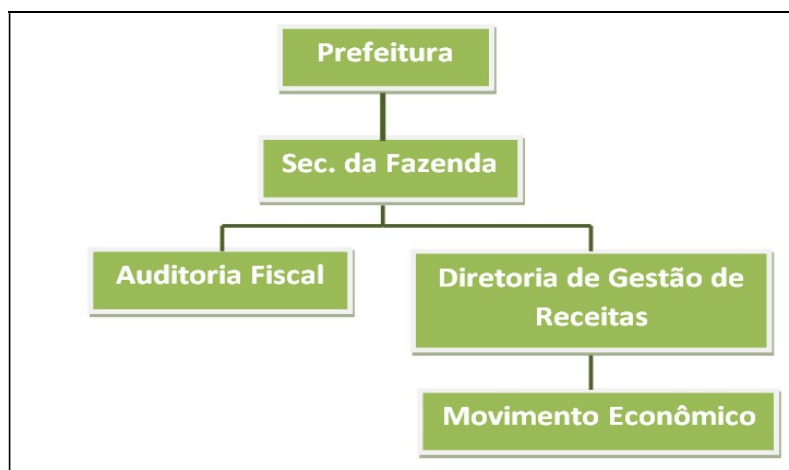 Prefeitura
Sec. da Fazenda
Auditoria Fiscal
Diretoria de Gestão de
Receitas
Movimento Econômico